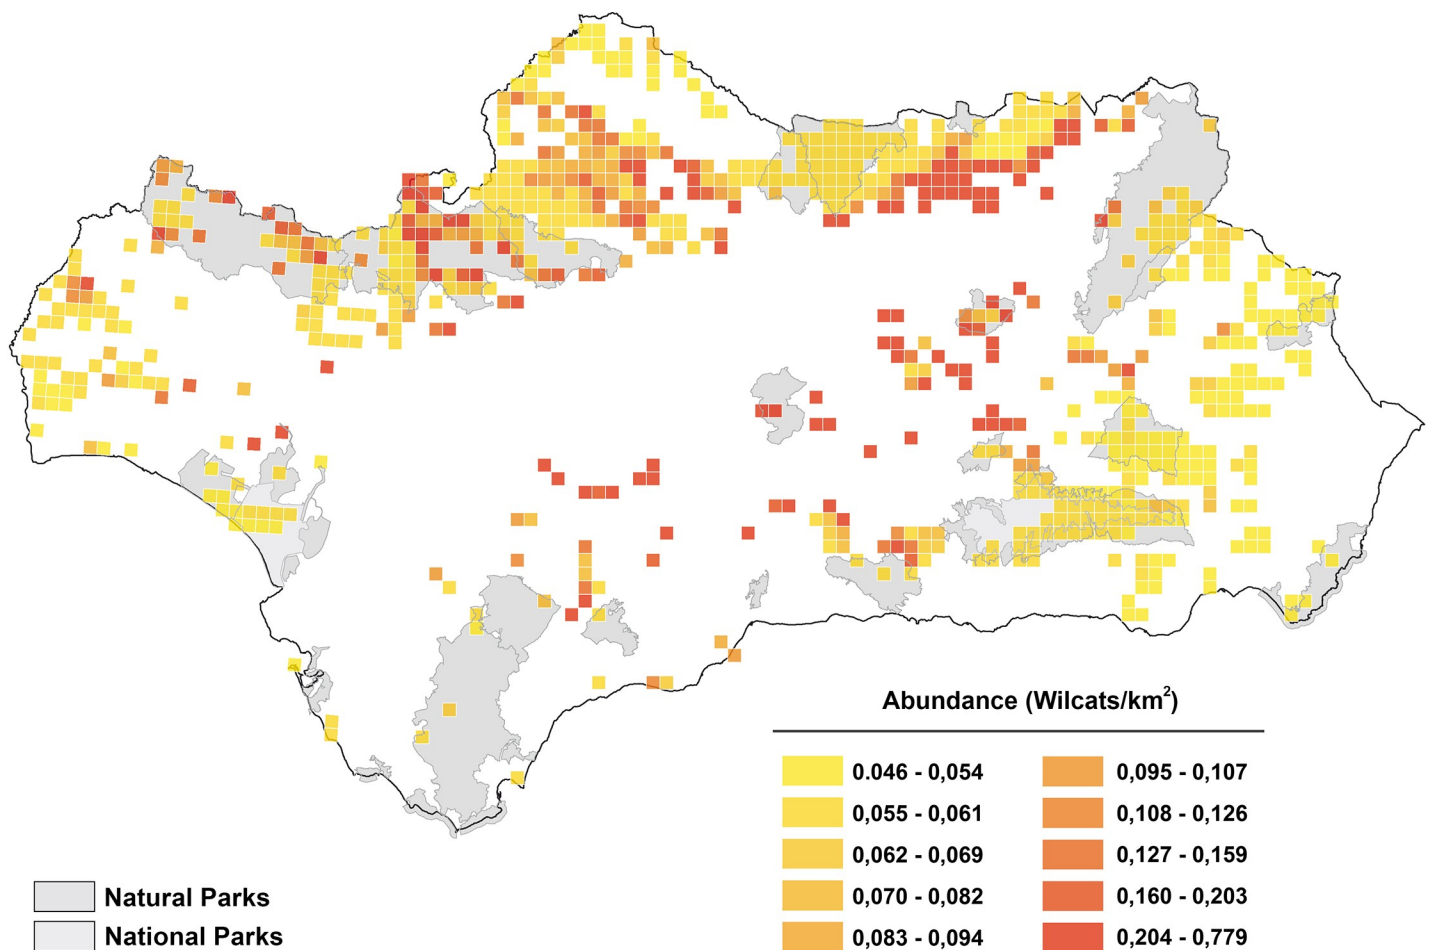 Abundance (Wilcats/km²)
0.046 - 0,054
0,055 - 0,061
0,062 - 0,069
0,070 - 0,082
0,083 - 0,094
0,095 - 0,107
0,108 - 0,126
0,127 - 0,159
0,160 - 0,203
0,204 - 0,779
Natural Parks
National Parks